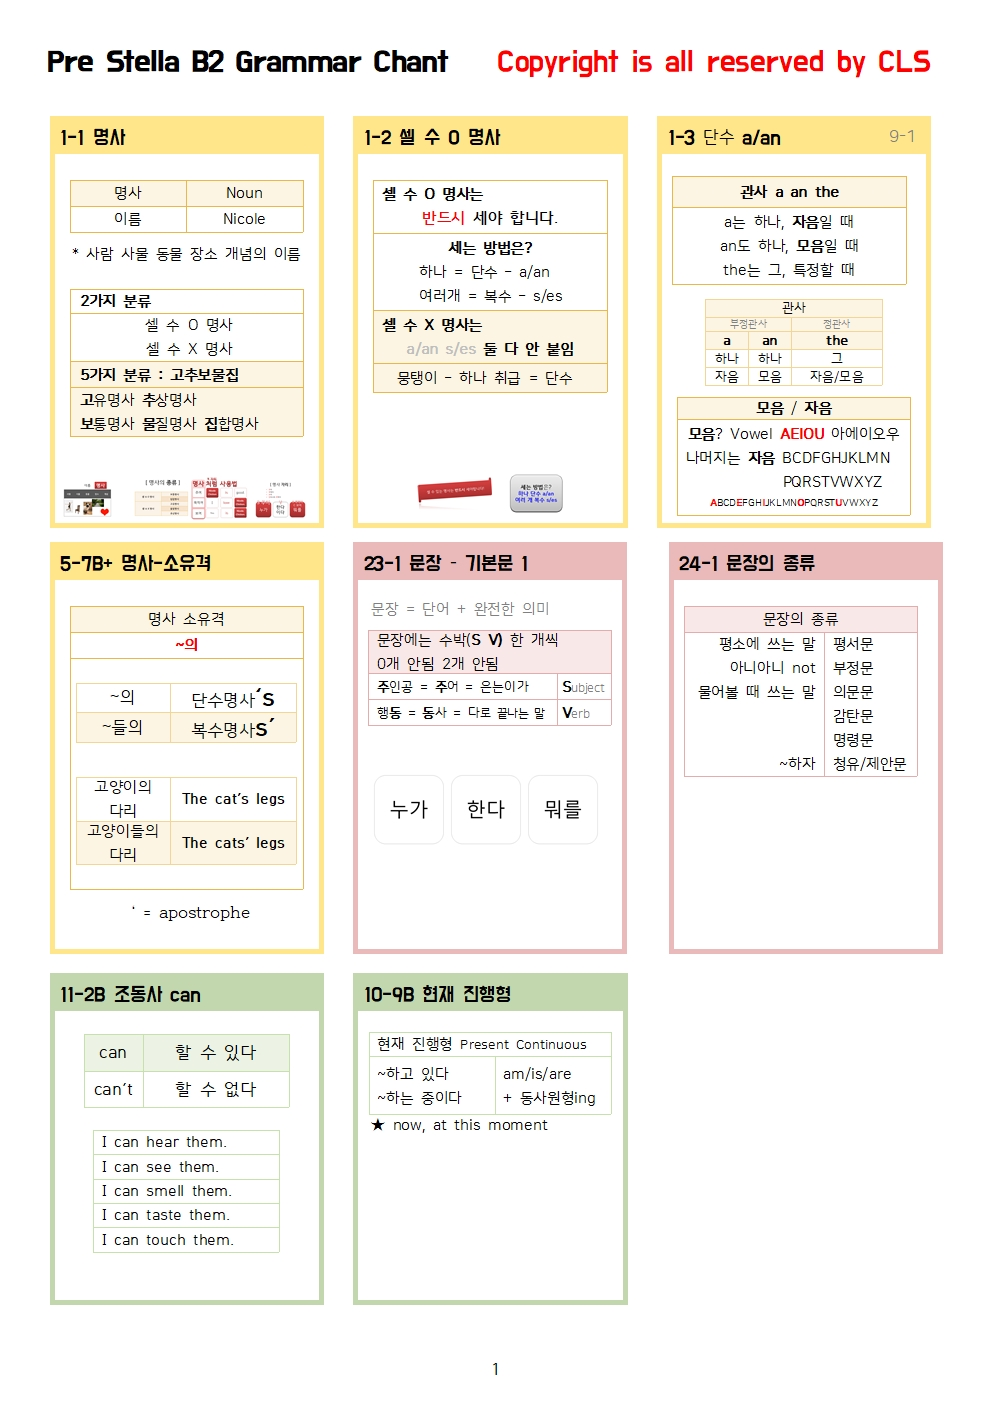 Pre Stella B2 Grammar Chant Copyright is all reserved by CLS
1-1 명사
명사 Noun
이름 Nicole
* 사람 사물 동물 장소 개념의 이름
2가지 분류
셀 수 O 명사
셀 수 X 명사
5가지 분류 : 고추보물집
고유명사 추상명사
보통명사 물질명사 집합명사
[ 명사의 종류 ]
명사 처럼 사용법
1-2 셀 수 O 명사
셀 수 O 명사는
반드시 세야 합니다.
세는 방법은?
하나 = 단수 - a/an
여러개 = 복수 - s/es
셀 수 X 명사는
a/an s/es 둘 다 안 붙임
뭉탱이 - 하나 취급 = 단수
세는 방법은?
하나 단수 a/an
여러 개 복수 s/es
1-3 단수 a/an 9-1
관사 a an the
a는 하나, 자음일 때
an도 하나, 모음일 때
the는 그, 특정할 때
관사
부정관사 정관사
a an the
하나 하나 그
자음 모음 자음/모음
모음 / 자음
모음? Vowel AEIOU 아에이오우
나머지는 자음 BCDFGHJKLMN
PQRSTVWXYZ
ABCDEFGHIJKLMNOPQRSTUVWXYZ
5-7B+ 명사-소유격
명사 소유격
~의
~의 단수명사‘s
~들의 복수명사s′
고양이의
다리
The cat’s legs
고양이들의
다리
The cats’ legs
‘ = apostrophe
23-1 문장 - 기본문 1
문장 = 단어 + 완전한 의미
문장에는 수박(S V) 한 개씩
0개 안됨 2개 안됨
주인공 = 주어 = 은는이가 Subject
행동 = 동사 = 다로 끝나는 말 Verb
누가 한다 뭐를
24-1 문장의 종류
문장의 종류
평소에 쓰는 말 평서문
아니아니 not 부정문
물어볼 때 쓰는 말 의문문
감탄문
명령문
~하자 청유/제안문
11-2B 조동사 can
can 할 수 있다
can’t 할 수 없다
I can hear them.
I can see them.
I can smell them.
I can taste them.
I can touch them.
10-9B 현재 진행형
현재 진행형 Present Continuous
~하고 있다 am/is/are
~하는 중이다 + 동사원형ing
★ now, at this moment
1